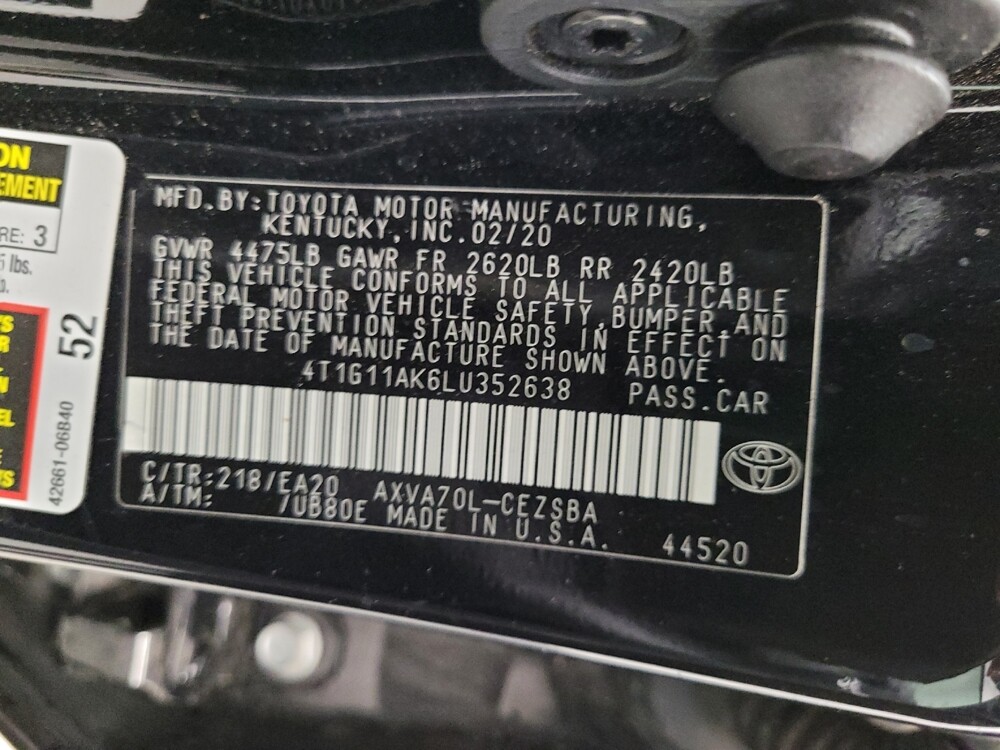 ON
EMENT
RE: 3
lbs.
52
42661-06B40
MFD.BY:TOYOTA MOTOR MANUFACTURING,
KENTUCKY,INC.02/20
GVWR 4475LB GAWR FR 2620LB RR 2420LB
THIS VEHICLE CONFORMS TO ALL APPLICABLE
FEDERAL MOTOR VEHICLE SAFETY,BUMPER,AND
THEFT PREVENTION STANDARDS IN EFFECT ON
THE DATE OF MANUFACTURE SHOWN ABOVE.
4T1G11AK6LU352638 PASS.CAR
C/TR:218/EA20 AXVA70L-CEZSBA
A/TM: /UB80E MADE IN U.S.A. 44520